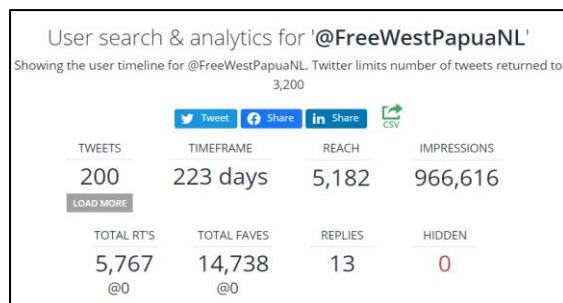 User search & analytics for '@FreeWestPapuaNL'
Showing the user timeline for @FreeWestPapuaNL. Twitter limits number of tweets returned to
3,200
Tweet Share Share CSV
TWEETS TIMEFRAME REACH IMPRESSIONS
200 223 days 5,182 966,616
LOAD MORE
TOTAL RT'S TOTAL FAVES REPLIES HIDDEN
5,767 14,738 13 0
@0 @0